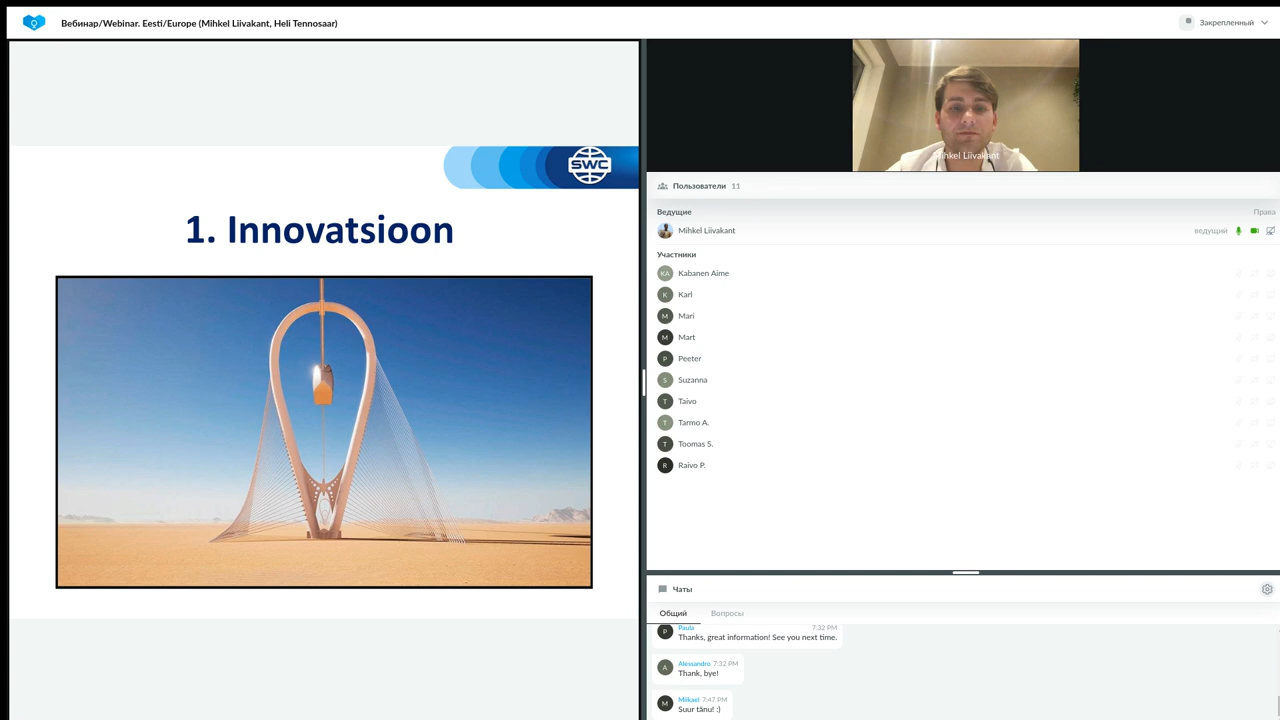 Вебинар/Webinar. Eesti/Europe (Mihkel Liivakant, Heli Tennosaar)
Закрепленный
SWC
1. Innovatsioon
Mihkel Liivakant
Пользователи 11
Ведущие
Права
Mihkel Liivakant
ведущий
Участники
KA Kabanen Aime
K Karl
M Mari
M Mart
P Peeter
S Suzanna
T Taivo
T Tarmo A.
T Toomas S.
R Raivo P.
Чаты
Общий
Вопросы
P Paula 7:32 PM
Thanks, great information! See you next time.
A Alessandro 7:32 PM
Thank, bye!
M Miikael 7:47 PM
Suur tänu! :)